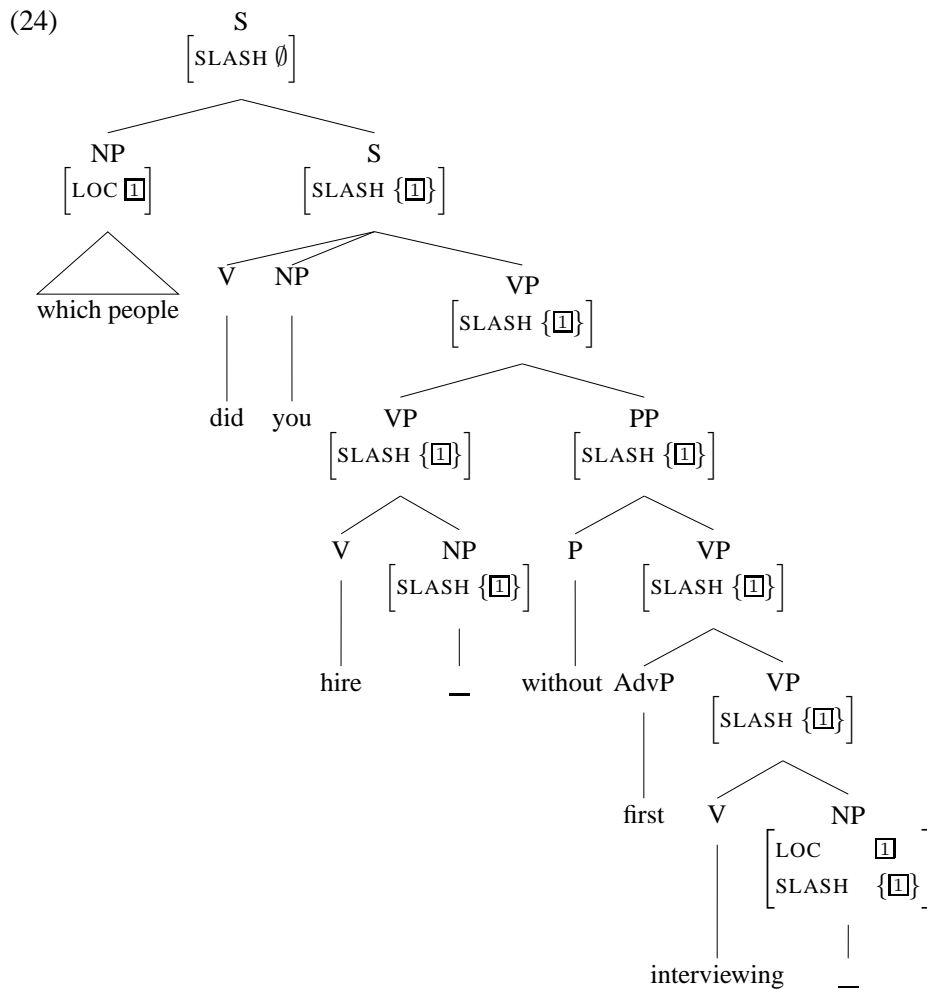 (24) S
[SLASH ∅]
NP S
[LOC 1] [SLASH {1}]
V NP VP
which people [SLASH {1}]
did you VP PP
[SLASH {1}] [SLASH {1}]
V NP P VP
[SLASH {1}] [SLASH {1}]
hire __ without AdvP VP
[SLASH {1}]
first V NP
[LOC 1
SLASH {1}]
interviewing __